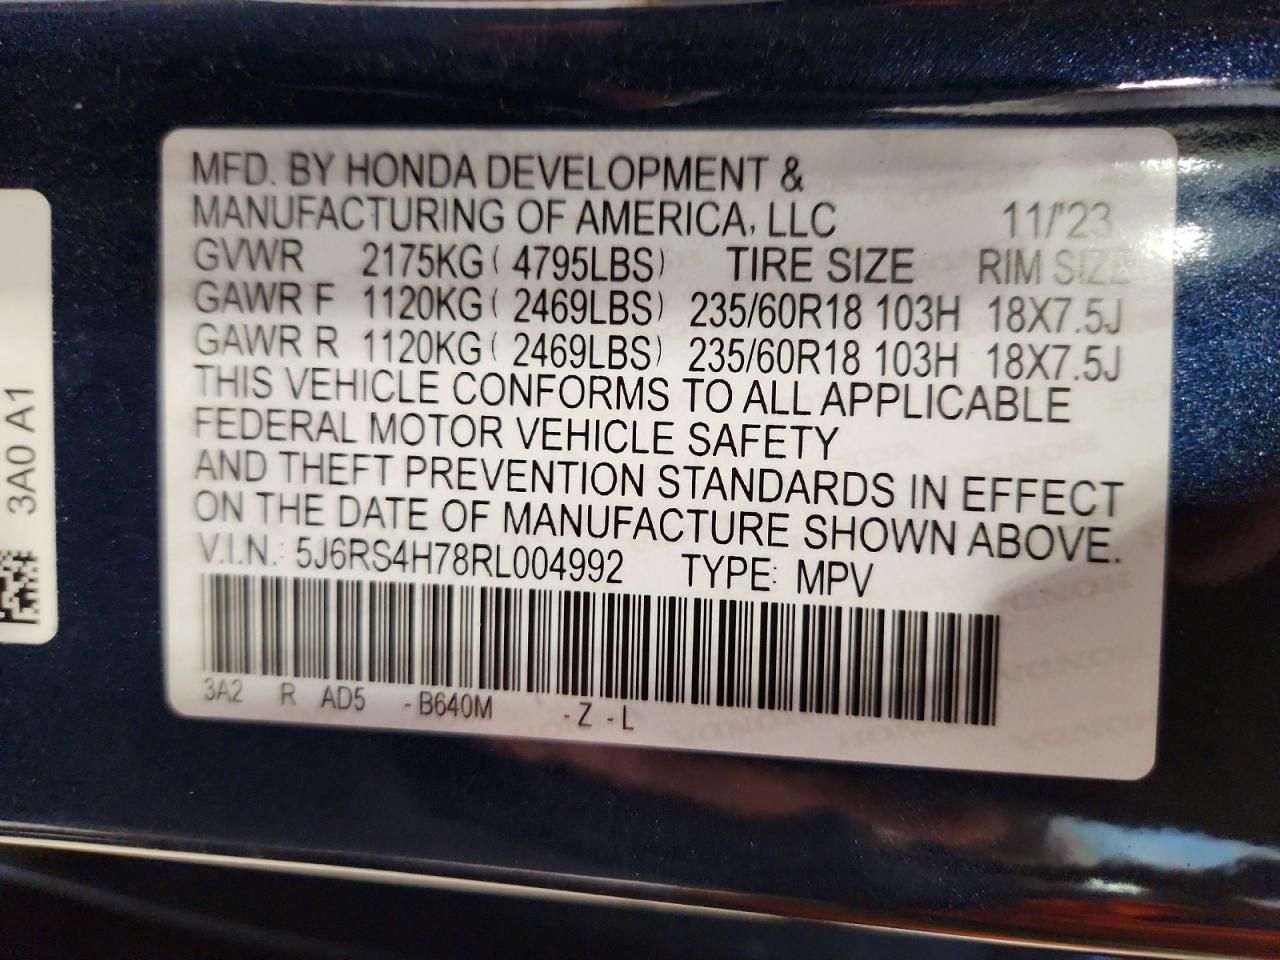 MFD. BY HONDA DEVELOPMENT &
MANUFACTURING OF AMERICA, LLC 11/'23
GVWR 2175KG ( 4795LBS) TIRE SIZE RIM SIZE
GAWR F 1120KG ( 2469LBS) 235/60R18 103H 18X7.5J
GAWR R 1120KG ( 2469LBS) 235/60R18 103H 18X7.5J
THIS VEHICLE CONFORMS TO ALL APPLICABLE
FEDERAL MOTOR VEHICLE SAFETY
AND THEFT PREVENTION STANDARDS IN EFFECT
ON THE DATE OF MANUFACTURE SHOWN ABOVE.
V.I.N.: 5J6RS4H78RL004992 TYPE: MPV
3A2 R AD5 -B640M -Z -L
3A0 A1